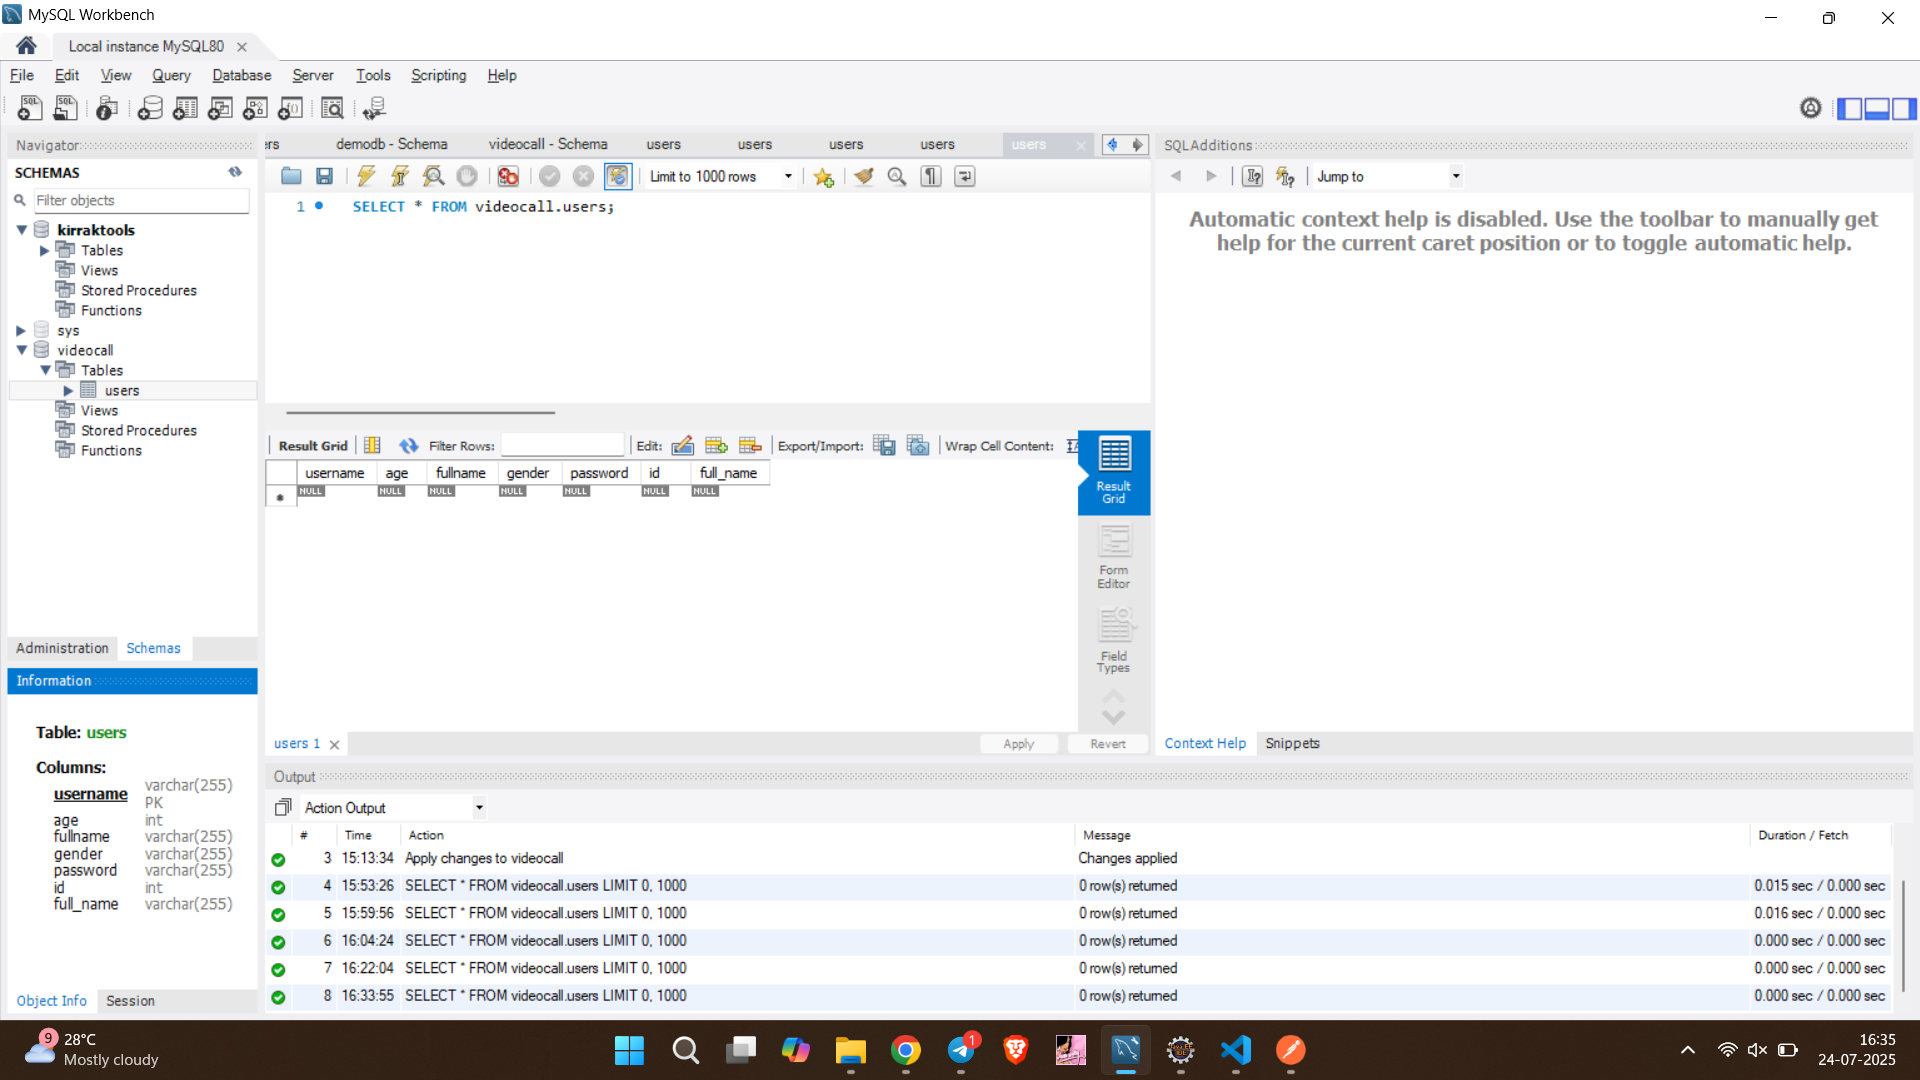 MySQL Workbench
Local instance MySQL80
File Edit View Query Database Server Tools Scripting Help
Navigator
SCHEMAS
Filter objects
kirraktools
Tables
Views
Stored Procedures
Functions
sys
videocall
Tables
users
Views
Stored Procedures
Functions
Administration Schemas
Information
Table: users
Columns:
username varchar(255) PK
age int
fullname varchar(255)
gender varchar(255)
password varchar(255)
id int
full_name varchar(255)
Object Info Session
ers demodb - Schema videocall - Schema users users users users users
Limit to 1000 rows
1 SELECT * FROM videocall.users;
Result Grid Filter Rows: Edit: Export/Import: Wrap Cell Content:
username age fullname gender password id full_name
NULL NULL NULL NULL NULL NULL NULL
Result Grid
Form Editor
Field Types
users 1 Apply Revert
SQLAdditions
Jump to
Automatic context help is disabled. Use the toolbar to manually get
help for the current caret position or to toggle automatic help.
Context Help Snippets
Output
Action Output
# Time Action Message Duration / Fetch
3 15:13:34 Apply changes to videocall Changes applied
4 15:53:26 SELECT * FROM videocall.users LIMIT 0, 1000 0 row(s) returned 0.015 sec / 0.000 sec
5 15:59:56 SELECT * FROM videocall.users LIMIT 0, 1000 0 row(s) returned 0.016 sec / 0.000 sec
6 16:04:24 SELECT * FROM videocall.users LIMIT 0, 1000 0 row(s) returned 0.000 sec / 0.000 sec
7 16:22:04 SELECT * FROM videocall.users LIMIT 0, 1000 0 row(s) returned 0.000 sec / 0.000 sec
8 16:33:55 SELECT * FROM videocall.users LIMIT 0, 1000 0 row(s) returned 0.000 sec / 0.000 sec
9 28°C
Mostly cloudy
1
16:35
24-07-2025